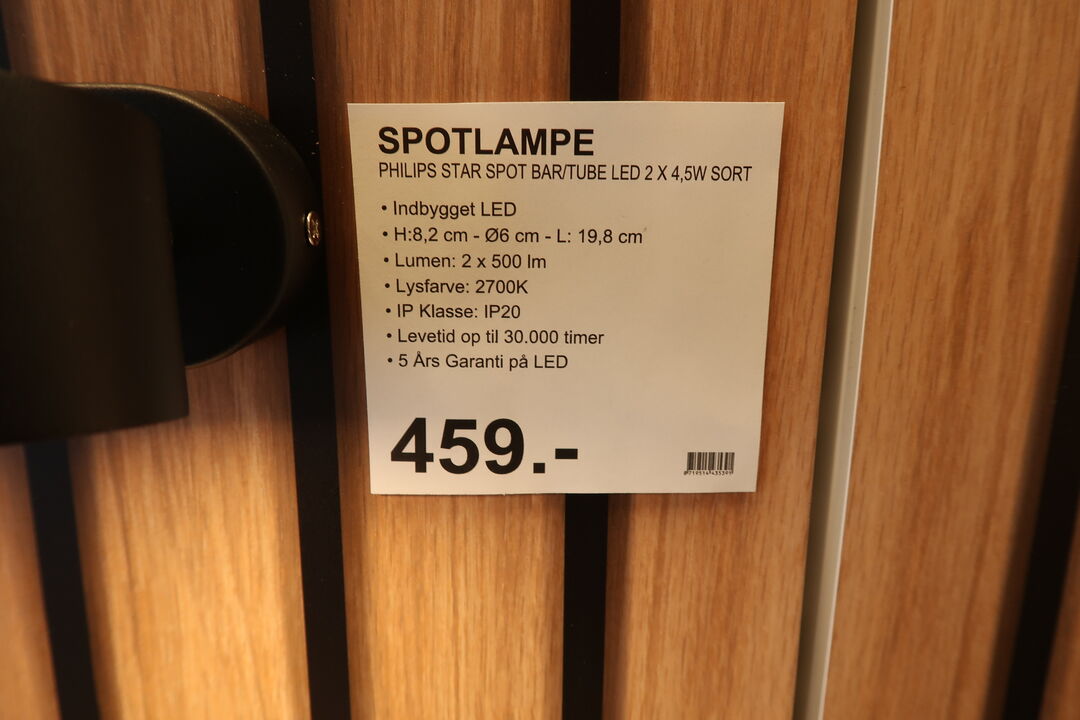 SPOTLAMPE
PHILIPS STAR SPOT BAR/TUBE LED 2 X 4,5W SORT
• Indbygget LED
• H:8,2 cm - Ø6 cm - L: 19,8 cm
• Lumen: 2 x 500 lm
• Lysfarve: 2700K
• IP Klasse: IP20
• Levetid op til 30.000 timer
• 5 Års Garanti på LED
459.-